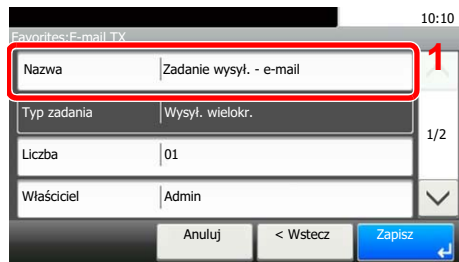 10:10
Favorites:E-mail TX
Nazwa Zadanie wysył. - e-mail 1
Typ zadania Wysył. wielokr.
1/2
Liczba 01
Właściciel Admin
Anuluj < Wstecz Zapisz